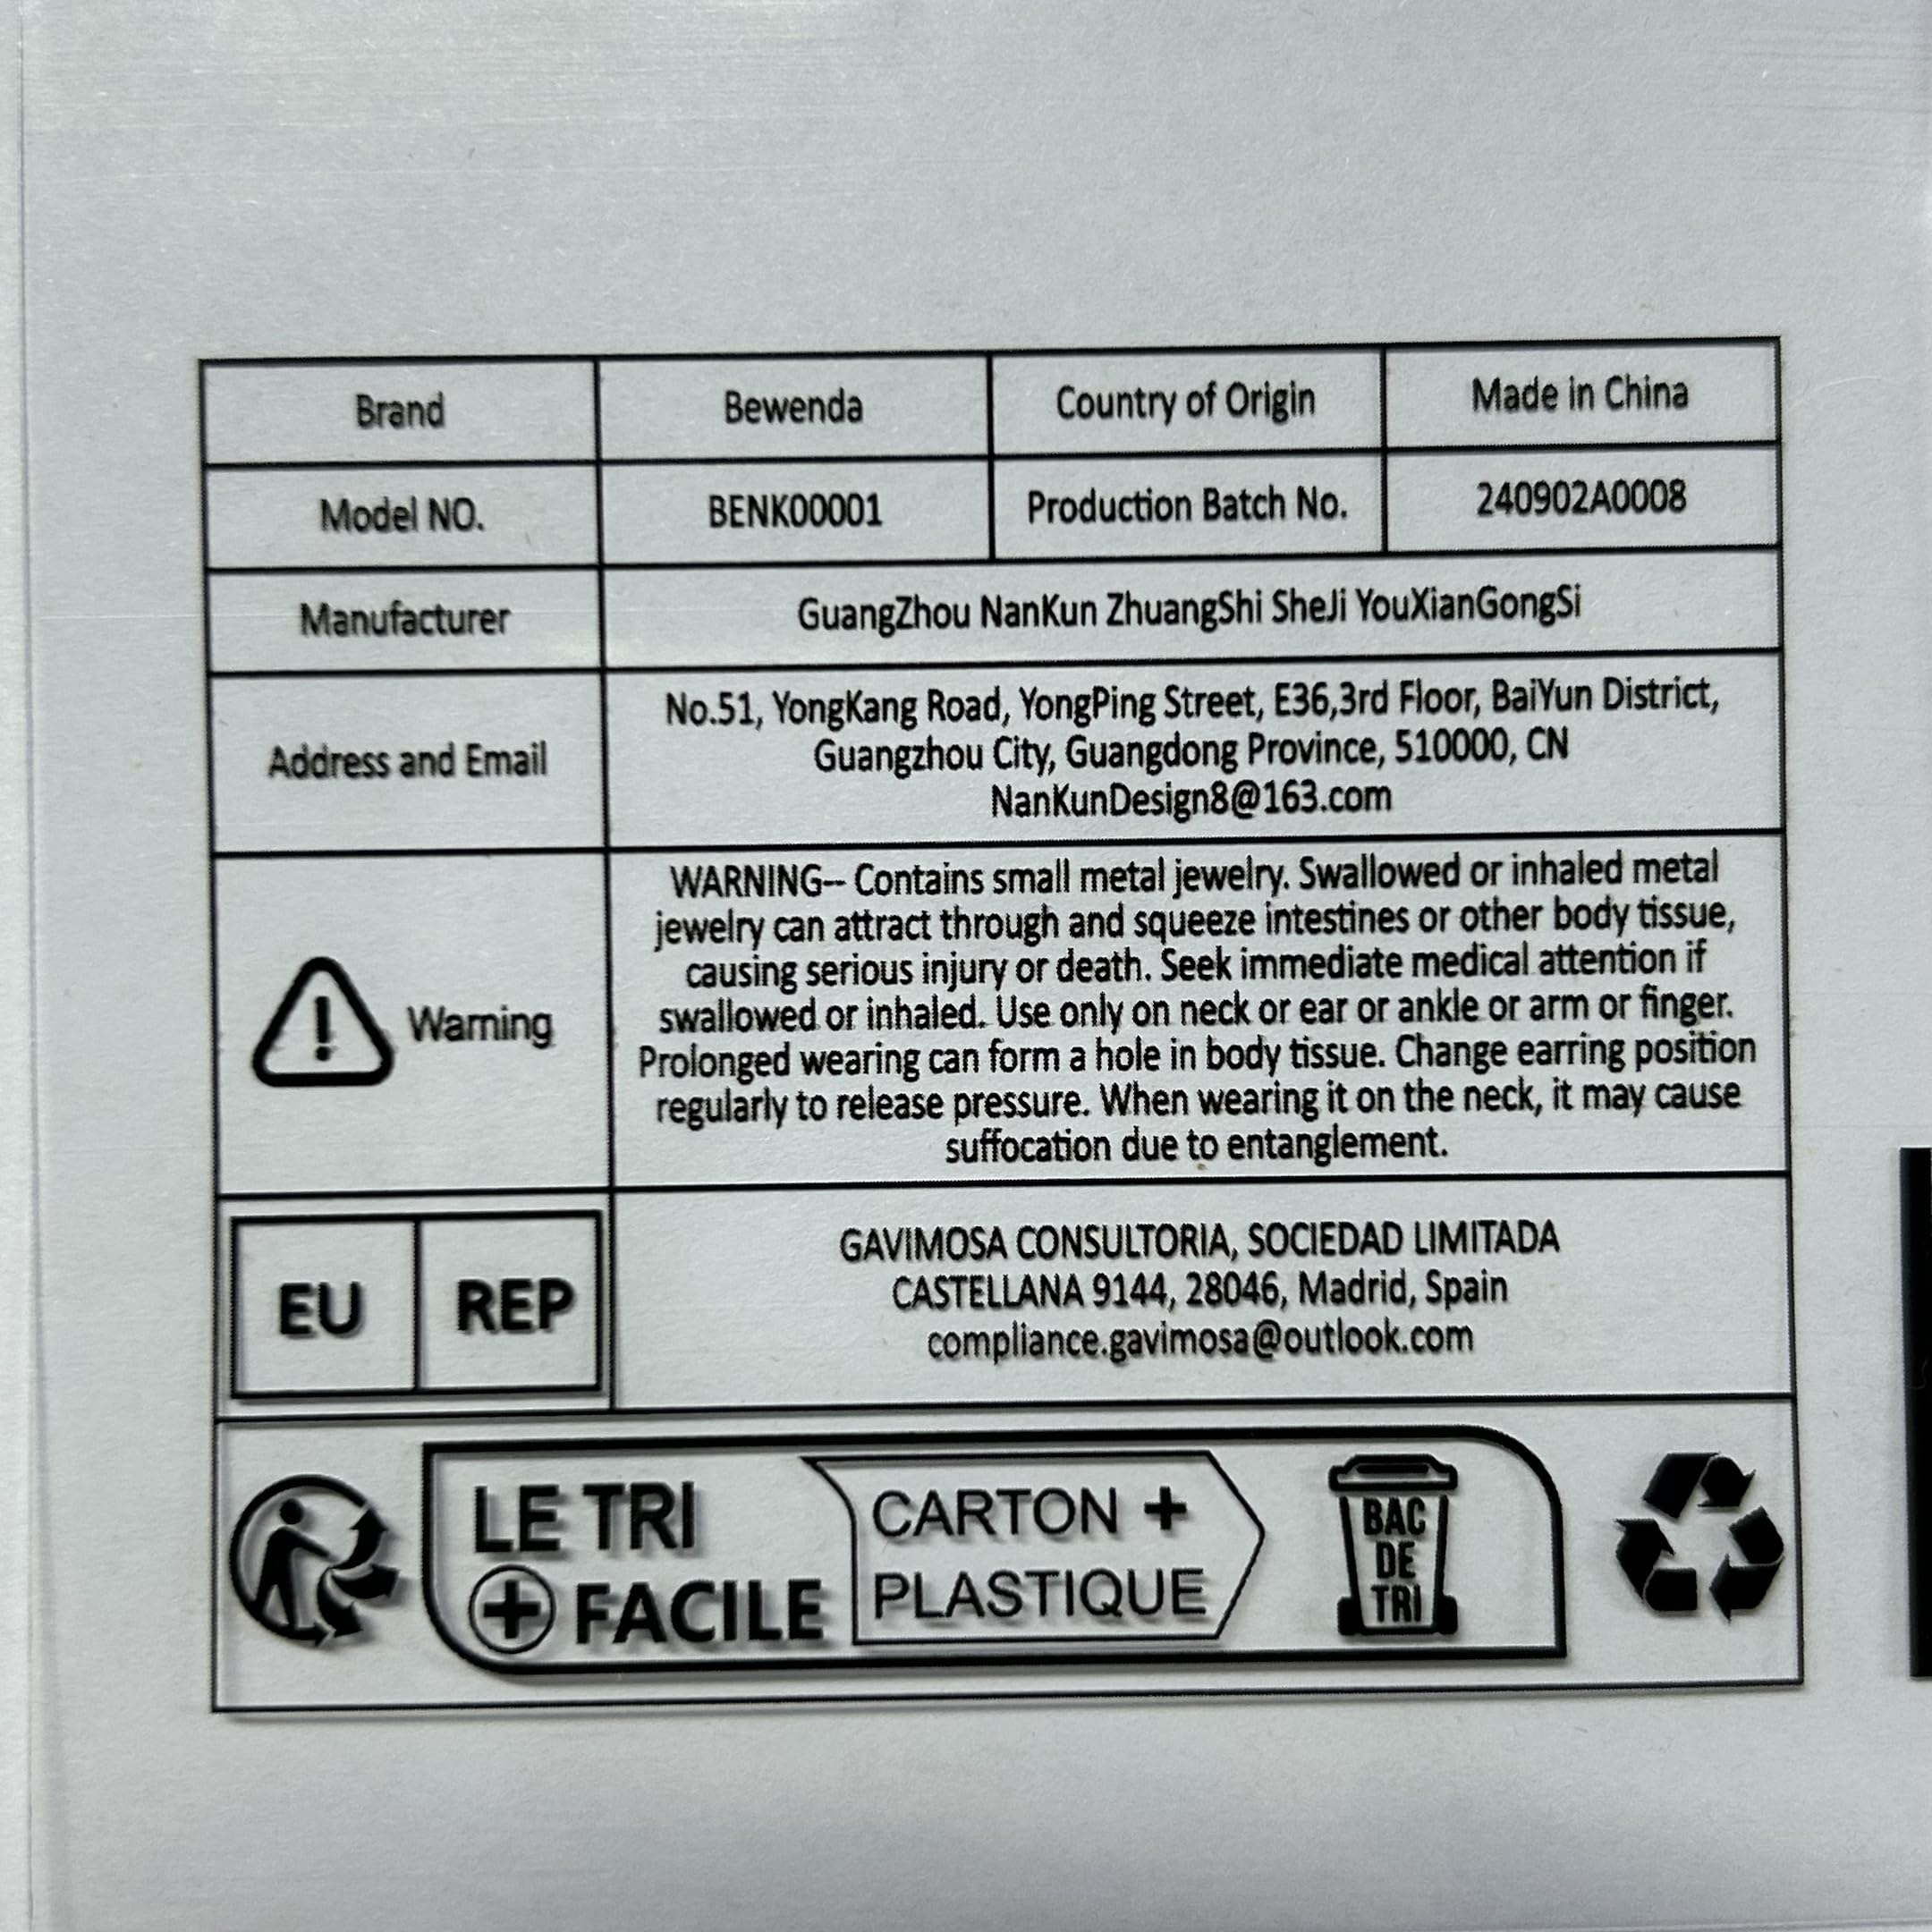 Brand Bewenda Country of Origin Made in China
Model NO. BENK00001 Production Batch No. 240902A0008
Manufacturer GuangZhou NanKun ZhuangShi SheJi YouXianGongSi
Address and Email
No.51, YongKang Road, YongPing Street, E36,3rd Floor, BaiYun District,
Guangzhou City, Guangdong Province, 510000, CN
NanKunDesign8@163.com
Warning
WARNING-- Contains small metal jewelry. Swallowed or inhaled metal
jewelry can attract through and squeeze intestines or other body tissue,
causing serious injury or death. Seek immediate medical attention if
swallowed or inhaled. Use only on neck or ear or ankle or arm or finger.
Prolonged wearing can form a hole in body tissue. Change earring position
regularly to release pressure. When wearing it on the neck, it may cause
suffocation due to entanglement.
EU REP
GAVIMOSA CONSULTORIA, SOCIEDAD LIMITADA
CASTELLANA 9144, 28046, Madrid, Spain
compliance.gavimosa@outlook.com
LE TRI
+ FACILE
CARTON +
PLASTIQUE
BAC
DE
TRI